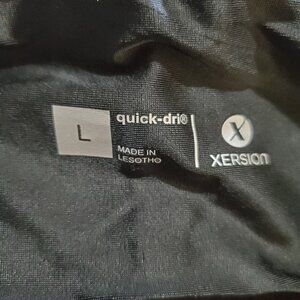 L
quick-dri®
MADE IN
LESOTHO
X
XERSION